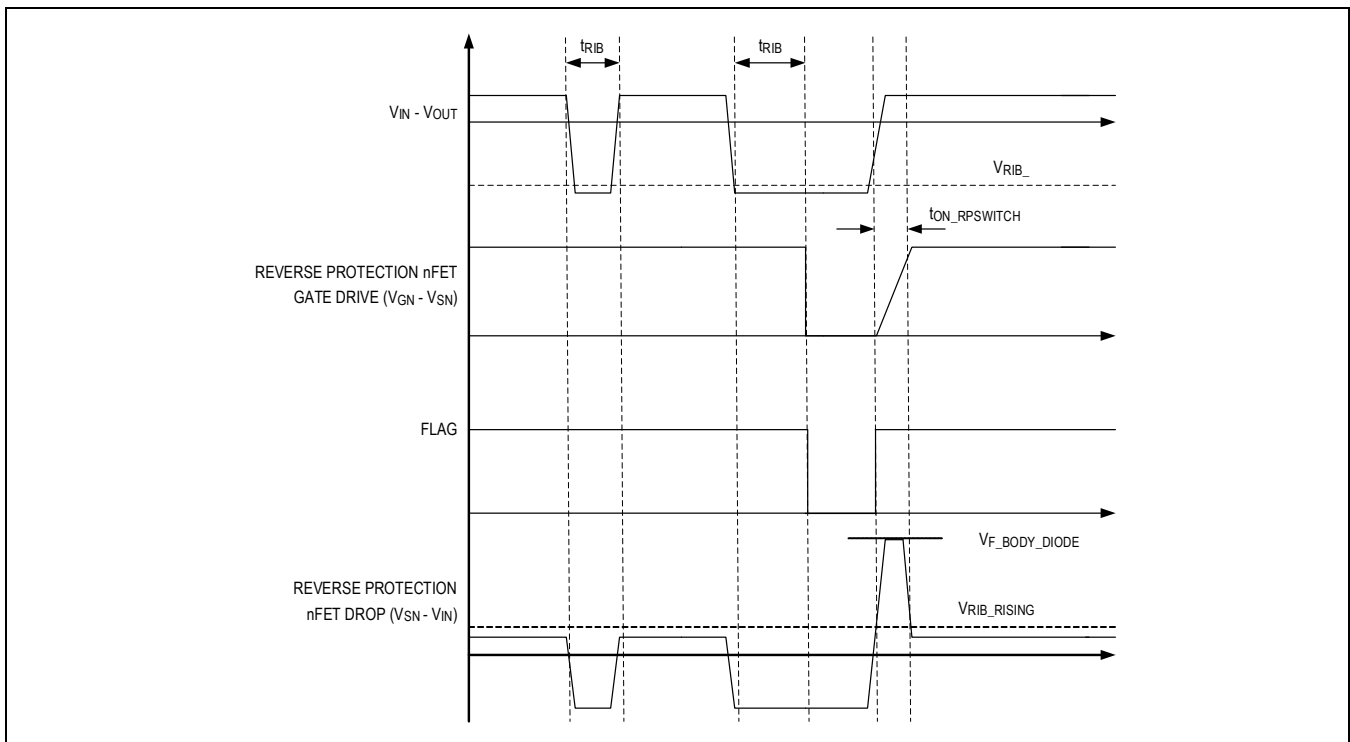 tRIB
tRIB
VIN - VOUT
VRIB_
tON_RPSWITCH
REVERSE PROTECTION nFET
GATE DRIVE (VGN - VSN)
FLAG
VF_BODY_DIODE
REVERSE PROTECTION
nFET DROP (VSN - VIN)
VRIB_RISING